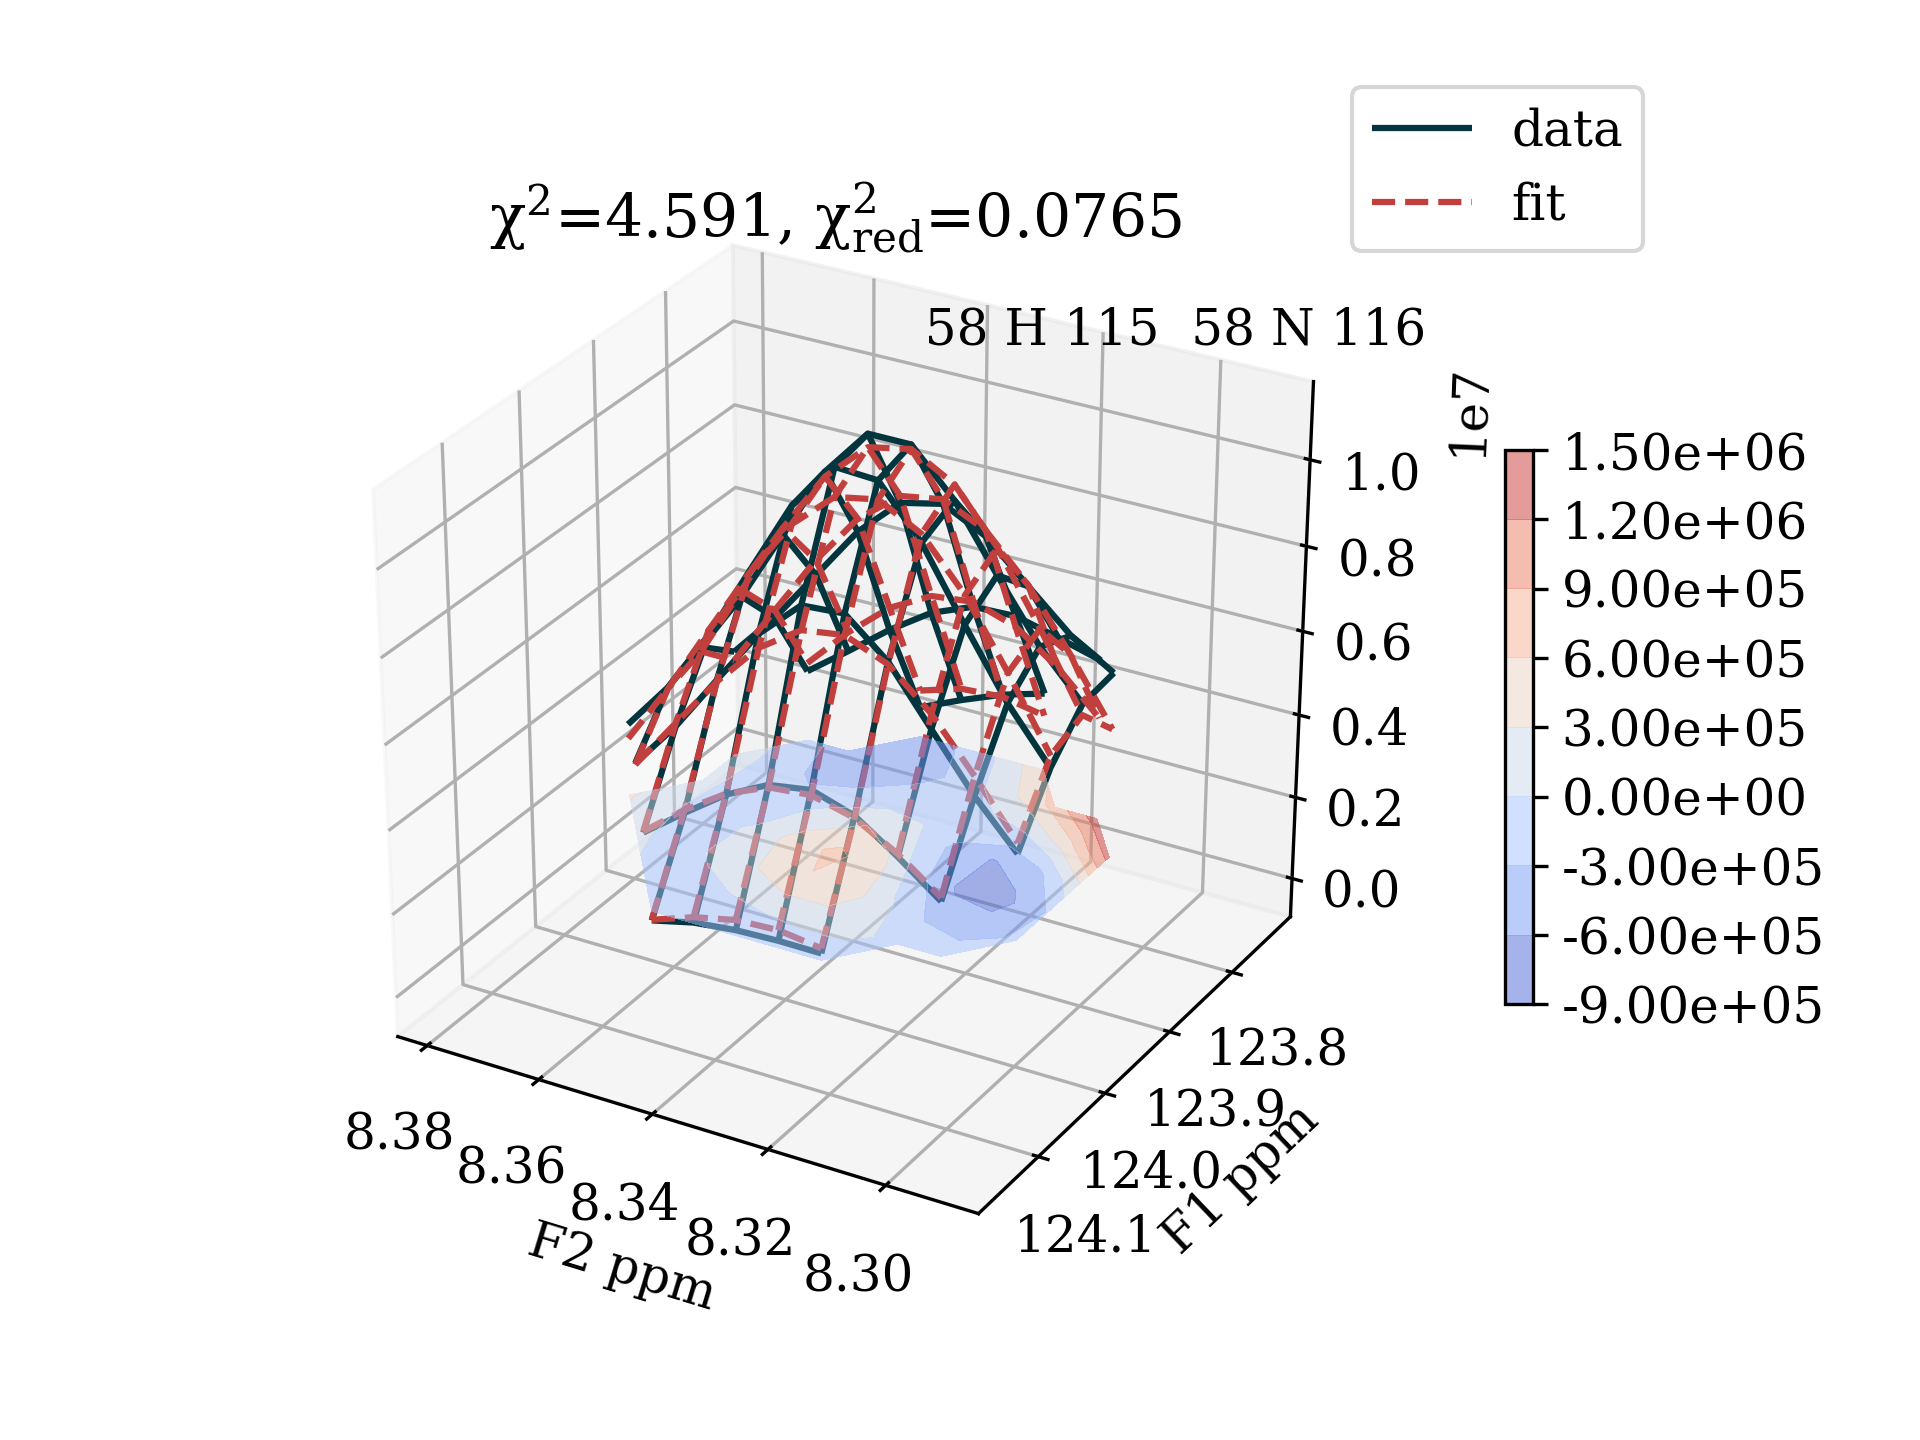 data
fit
χ²=4.591, χ²red=0.0765
58 H 115 58 N 116
1e7
1.0
0.8
0.6
0.4
0.2
0.0
1.50e+06
1.20e+06
9.00e+05
6.00e+05
3.00e+05
0.00e+00
-3.00e+05
-6.00e+05
-9.00e+05
8.38
8.36
8.34
8.32
8.30
F2 ppm
123.8
123.9
124.0
124.1
F1 ppm